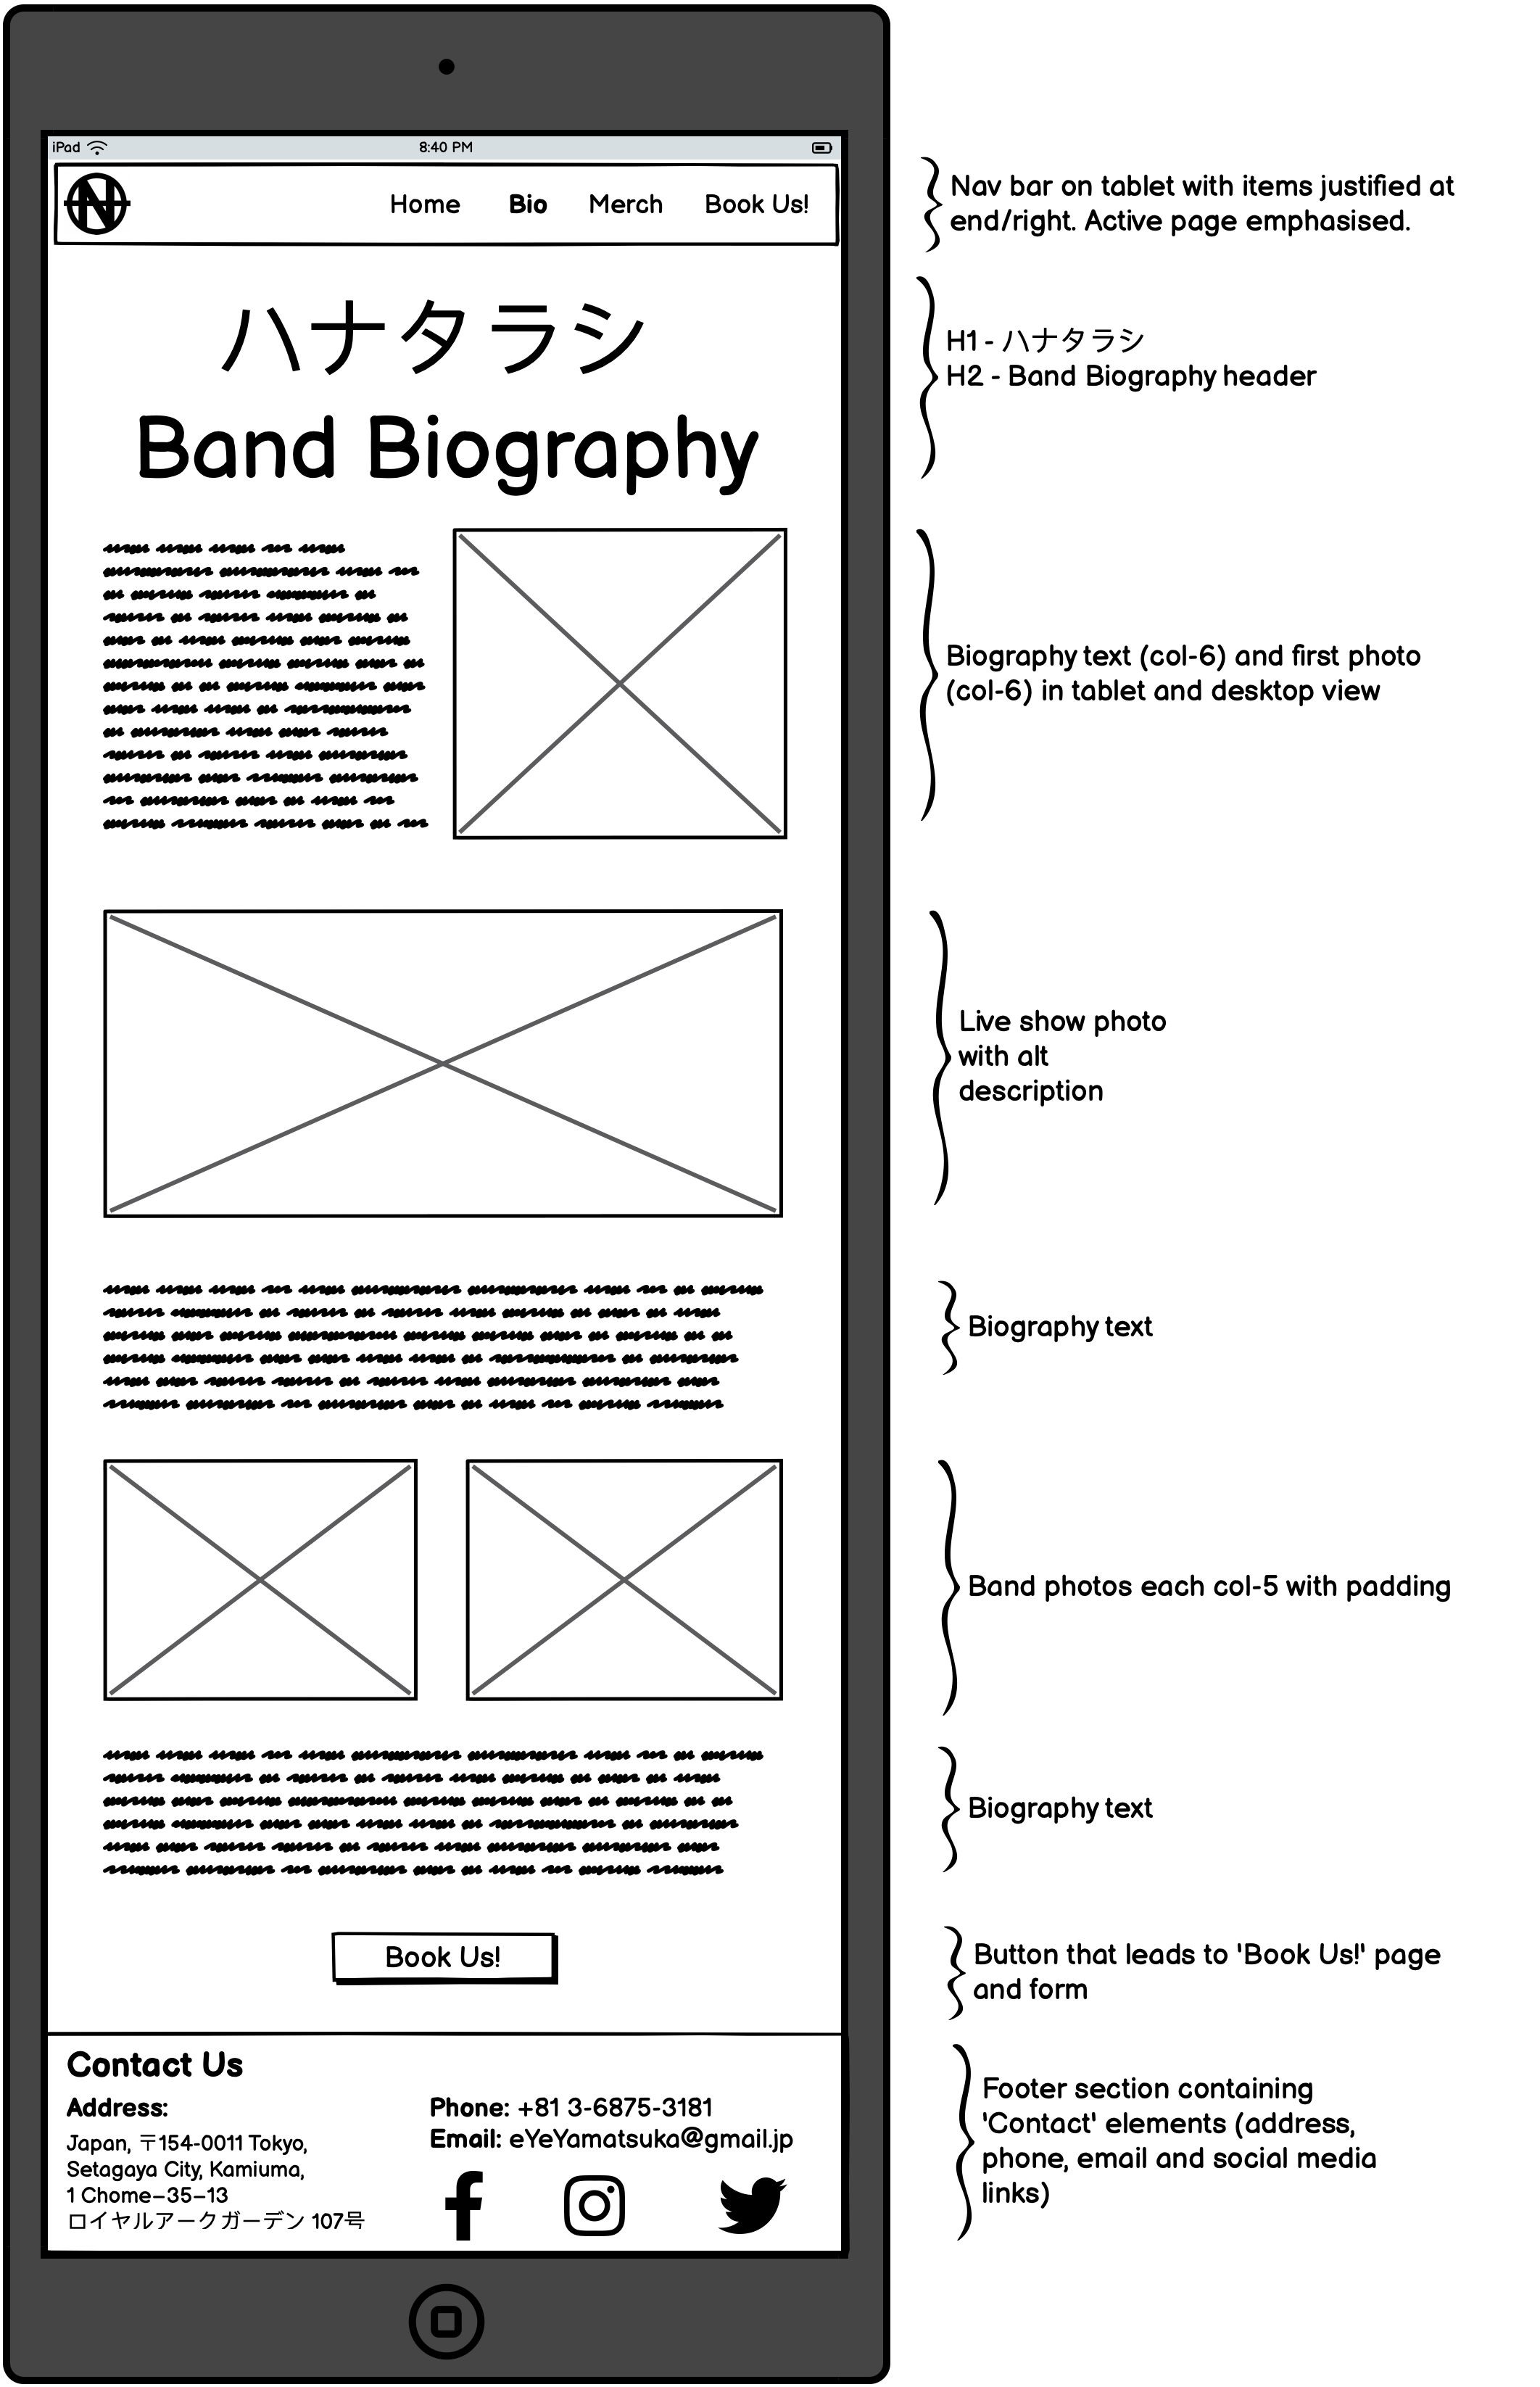 iPad
8:40 PM
Home Bio Merch Book Us!
ハナタラシ
Band Biography
Book Us!
Contact Us
Address:
Japan, 〒154-0011 Tokyo,
Setagaya City, Kamiuma,
1 Chome−35−13
ロイヤルアークガーデン 107号
Phone: +81 3-6875-3181
Email: eYeYamatsuka@gmail.jp
Nav bar on tablet with items justified at
end/right. Active page emphasised.
H1 - ハナタラシ
H2 - Band Biography header
Biography text (col-6) and first photo
(col-6) in tablet and desktop view
Live show photo
with alt
description
Biography text
Band photos each col-5 with padding
Biography text
Button that leads to 'Book Us!' page
and form
Footer section containing
'Contact' elements (address,
phone, email and social media
links)